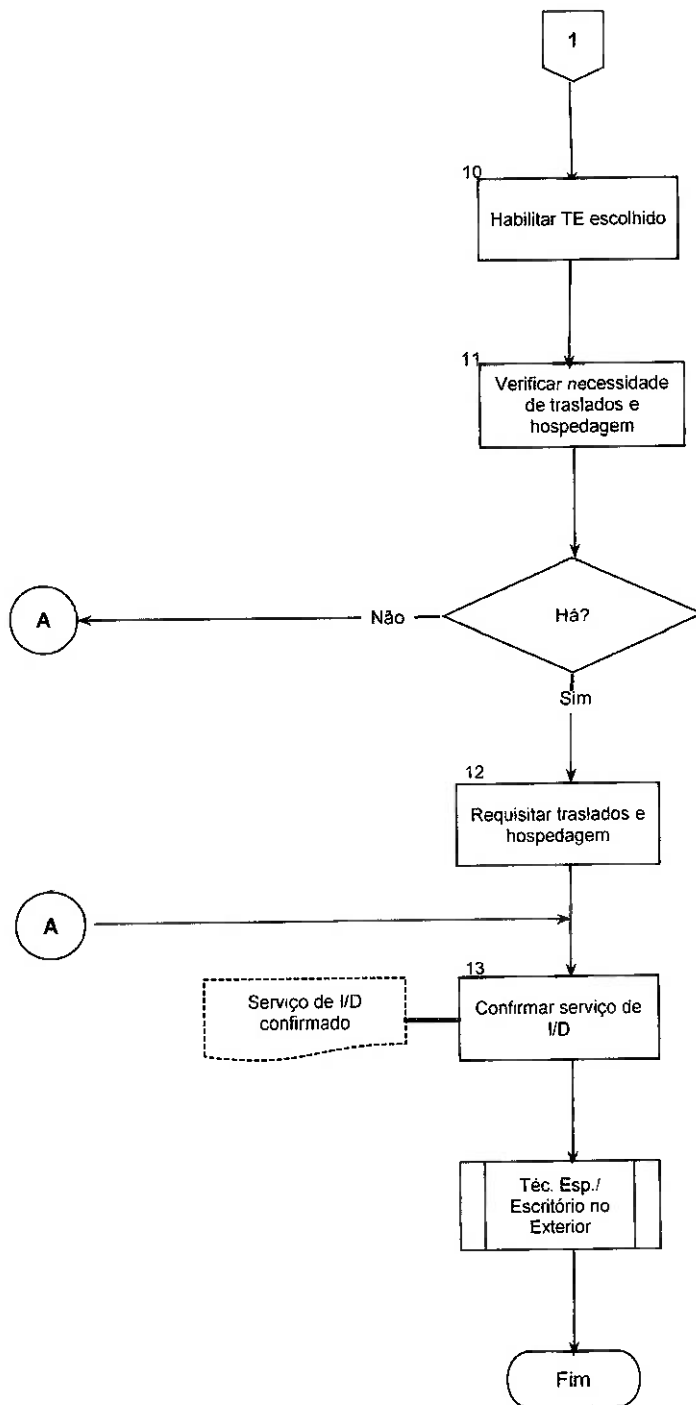 1
10
Habilitar TE escolhido
11
Verificar necessidade
de traslados e
hospedagem
A
Não
Há?
Sim
12
Requisitar traslados e
hospedagem
A
13
Serviço de I/D
confirmado
Confirmar serviço de
I/D
Téc. Esp./
Escritório no
Exterior
Fim